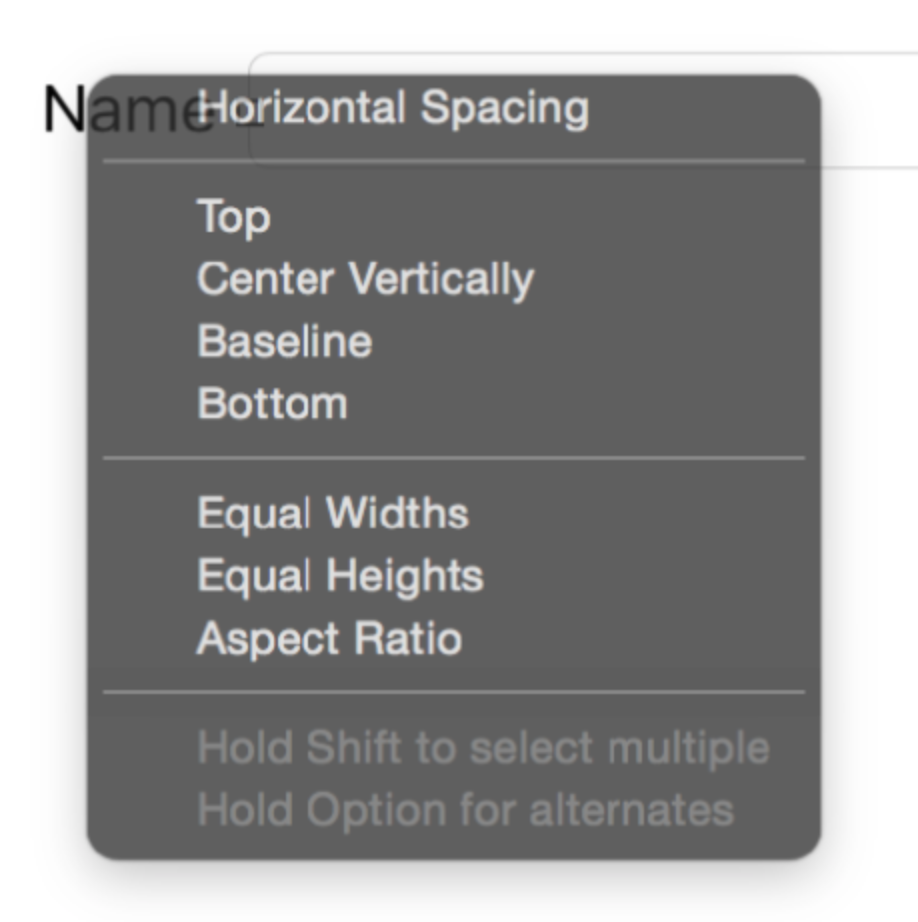 Name
Horizontal Spacing
Top
Center Vertically
Baseline
Bottom
Equal Widths
Equal Heights
Aspect Ratio
Hold Shift to select multiple
Hold Option for alternates